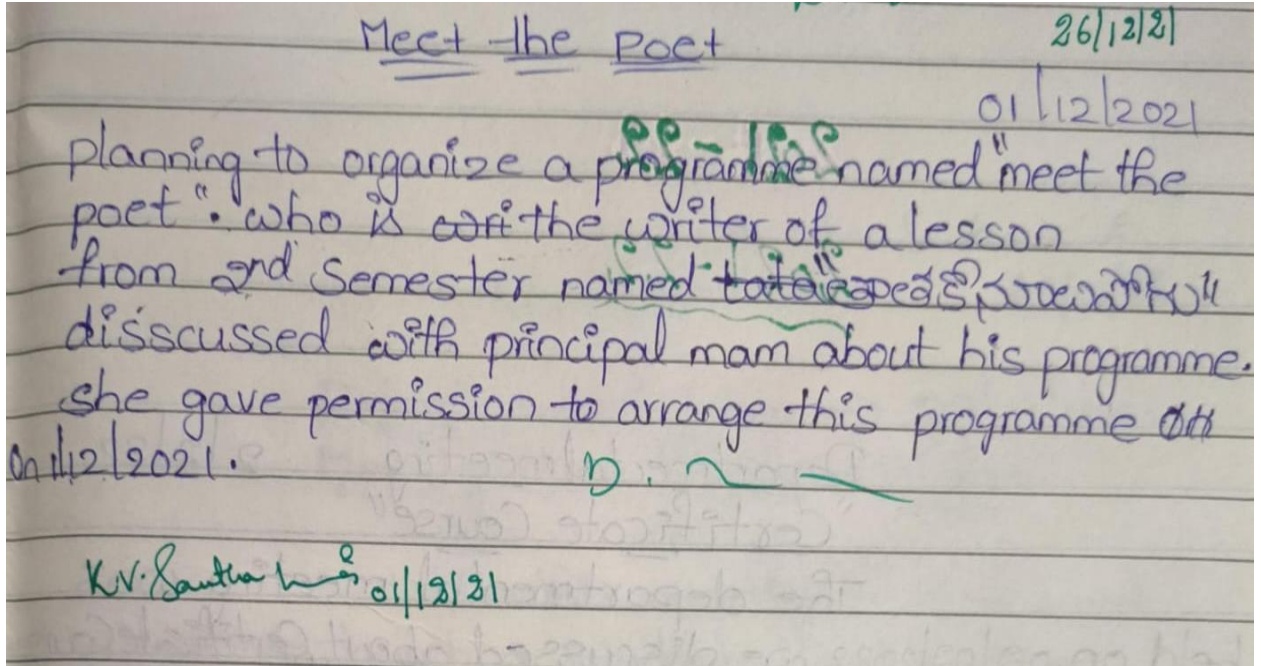 26/12/21
Meet the Poet
01/12/2021
planning to organize a programme named "meet the
poet". who is the writer of a lesson
from 2nd semester named
disscussed with principal mam about his programme.
she gave permission to arrange this programme
On 1/12/2021.
D.
K.V. Santha 01/12/21